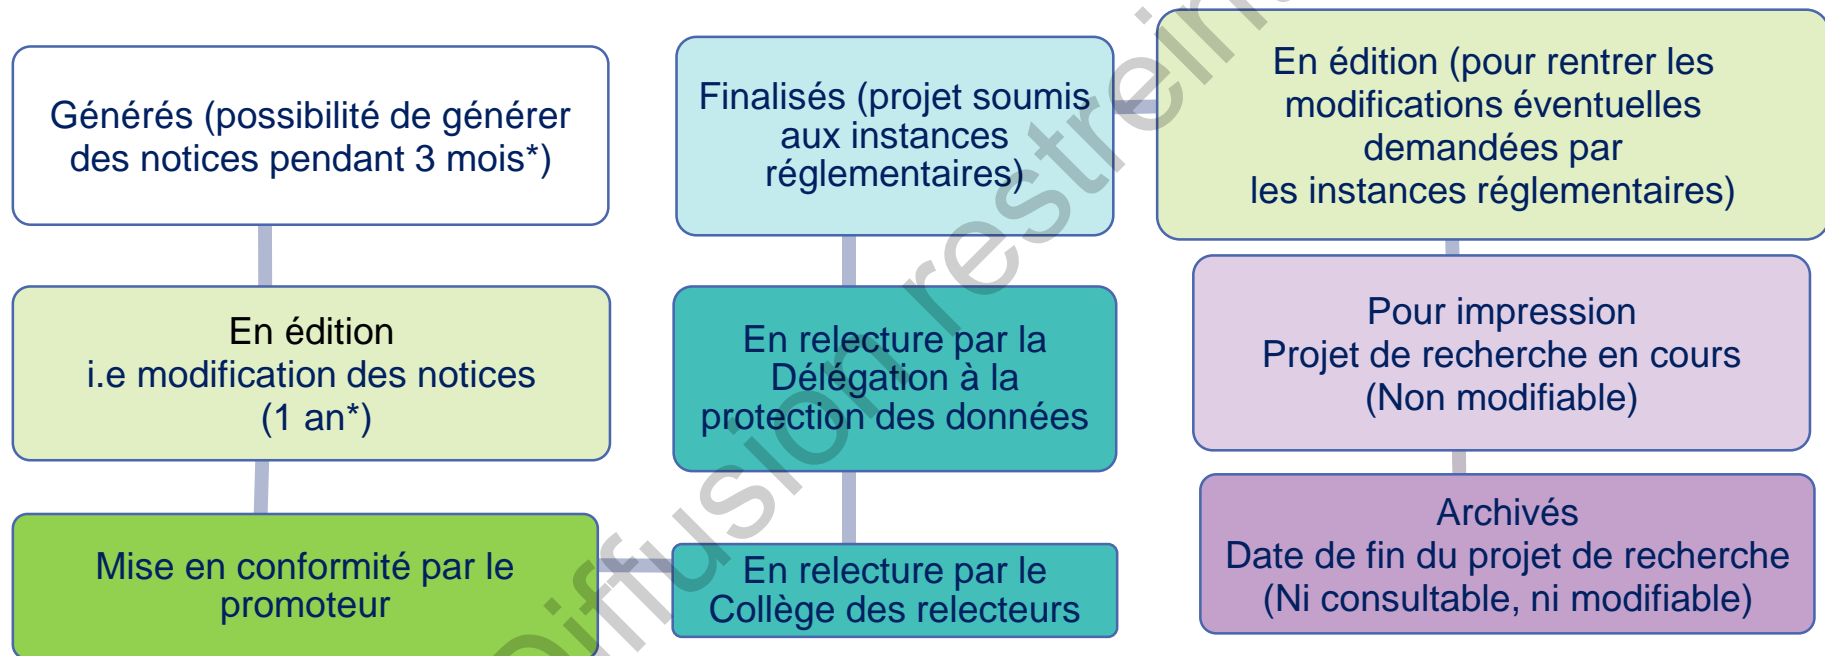 Générés (possibilité de générer
des notices pendant 3 mois*)
En édition
i.e modification des notices
(1 an*)
Mise en conformité par le
promoteur
En relecture par le
Collège des relecteurs
En relecture par la
Délégation à la
protection des données
Finalisés (projet soumis
aux instances
réglementaires)
En édition (pour rentrer les
modifications éventuelles
demandées par
les instances réglementaires)
Pour impression
Projet de recherche en cours
(Non modifiable)
Archivés
Date de fin du projet de recherche
(Ni consultable, ni modifiable)
Diffusion restrein